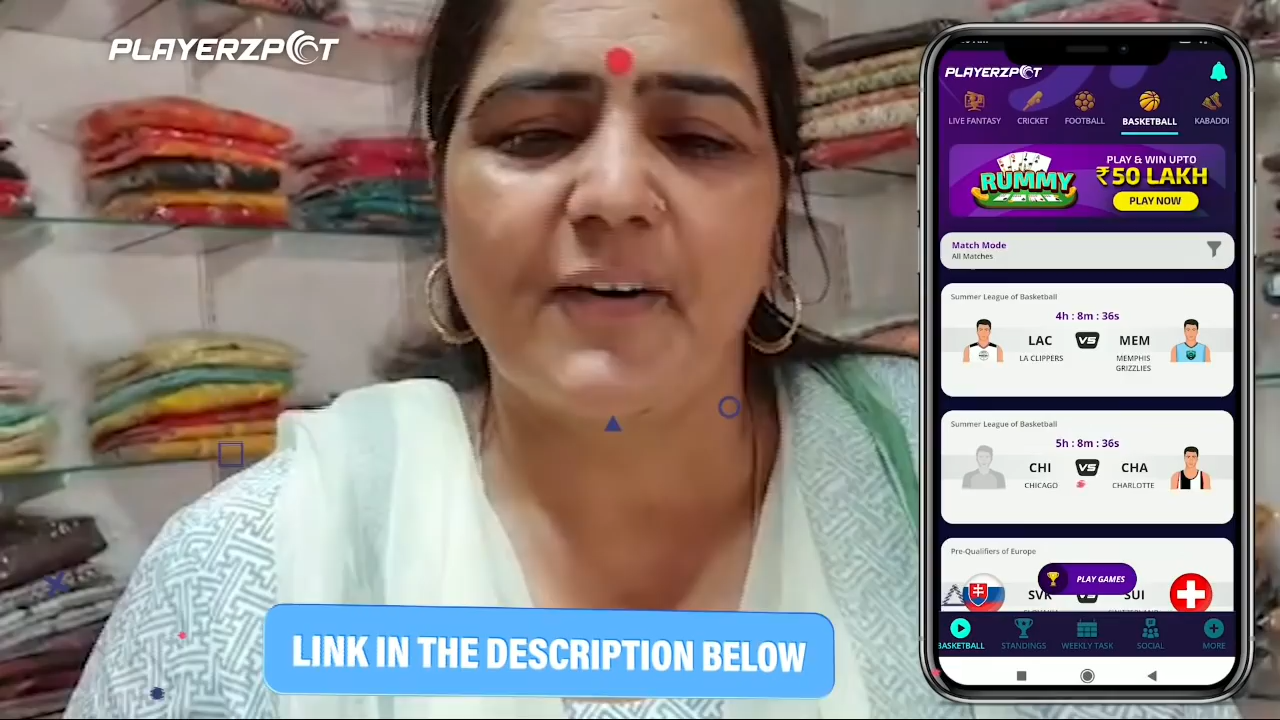 PLAYERZPOT
PLAYERZPOT
LIVE FANTASY
CRICKET
FOOTBALL
BASKETBALL
KABADDI
RUMMY
PLAY & WIN UPTO
₹50 LAKH
PLAY NOW
Match Mode
All Matches
Summer League of Basketball
4h : 8m : 36s
LAC VS MEM
LA CLIPPERS
MEMPHIS
GRIZZLIES
Summer League of Basketball
5h : 8m : 36s
CHI VS CHA
CHICAGO
CHARLOTTE
Pre-Qualifiers of Europe
PLAY GAMES
SUI
BASKETBALL
STANDINGS
WEEKLY TASK
SOCIAL
MORE
LINK IN THE DESCRIPTION BELOW